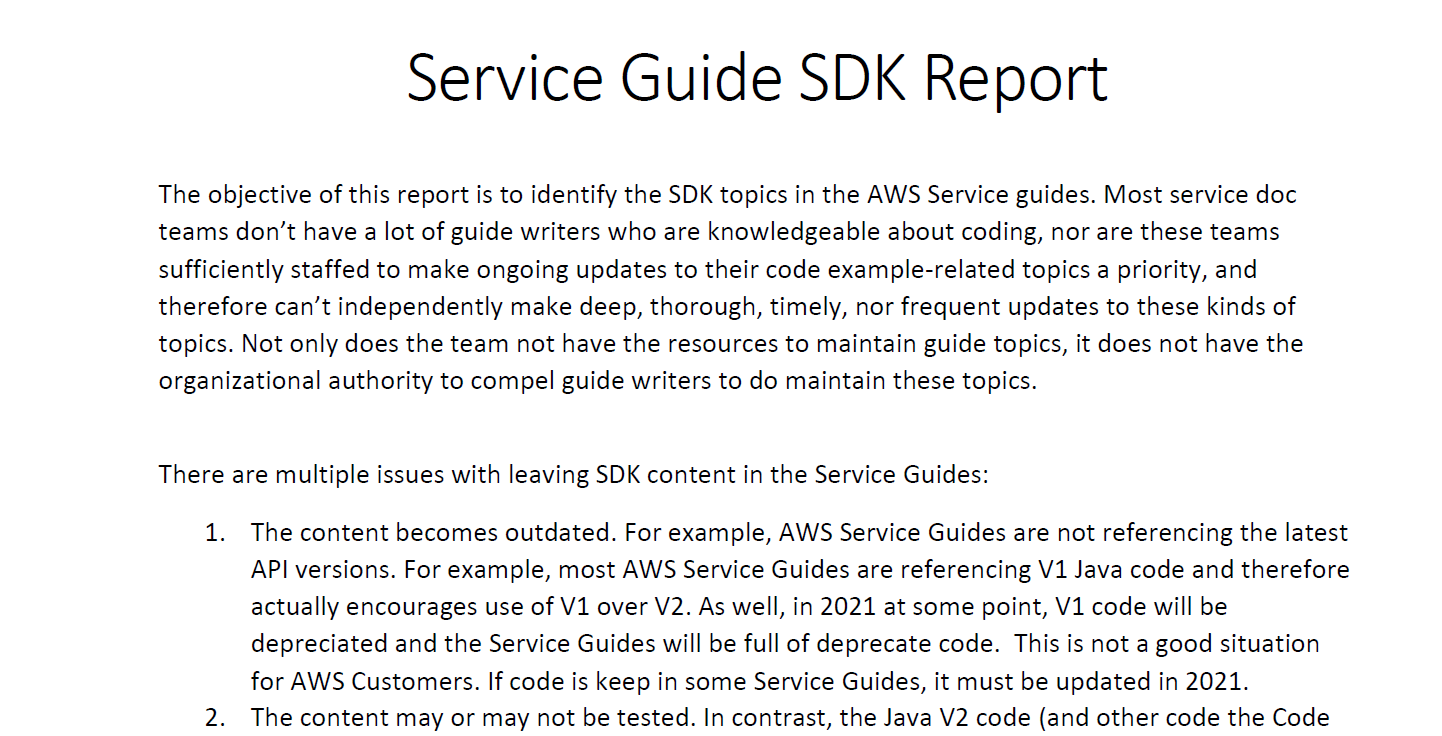 Service Guide SDK Report
The objective of this report is to identify the SDK topics in the AWS Service guides. Most service doc
teams don’t have a lot of guide writers who are knowledgeable about coding, nor are these teams
sufficiently staffed to make ongoing updates to their code example-related topics a priority, and
therefore can’t independently make deep, thorough, timely, nor frequent updates to these kinds of
topics. Not only does the team not have the resources to maintain guide topics, it does not have the
organizational authority to compel guide writers to do maintain these topics.
There are multiple issues with leaving SDK content in the Service Guides:
1. The content becomes outdated. For example, AWS Service Guides are not referencing the latest
API versions. For example, most AWS Service Guides are referencing V1 Java code and therefore
actually encourages use of V1 over V2. As well, in 2021 at some point, V1 code will be
depreciated and the Service Guides will be full of deprecate code.  This is not a good situation
for AWS Customers. If code is keep in some Service Guides, it must be updated in 2021.
2. The content may or may not be tested. In contrast, the Java V2 code (and other code the Code